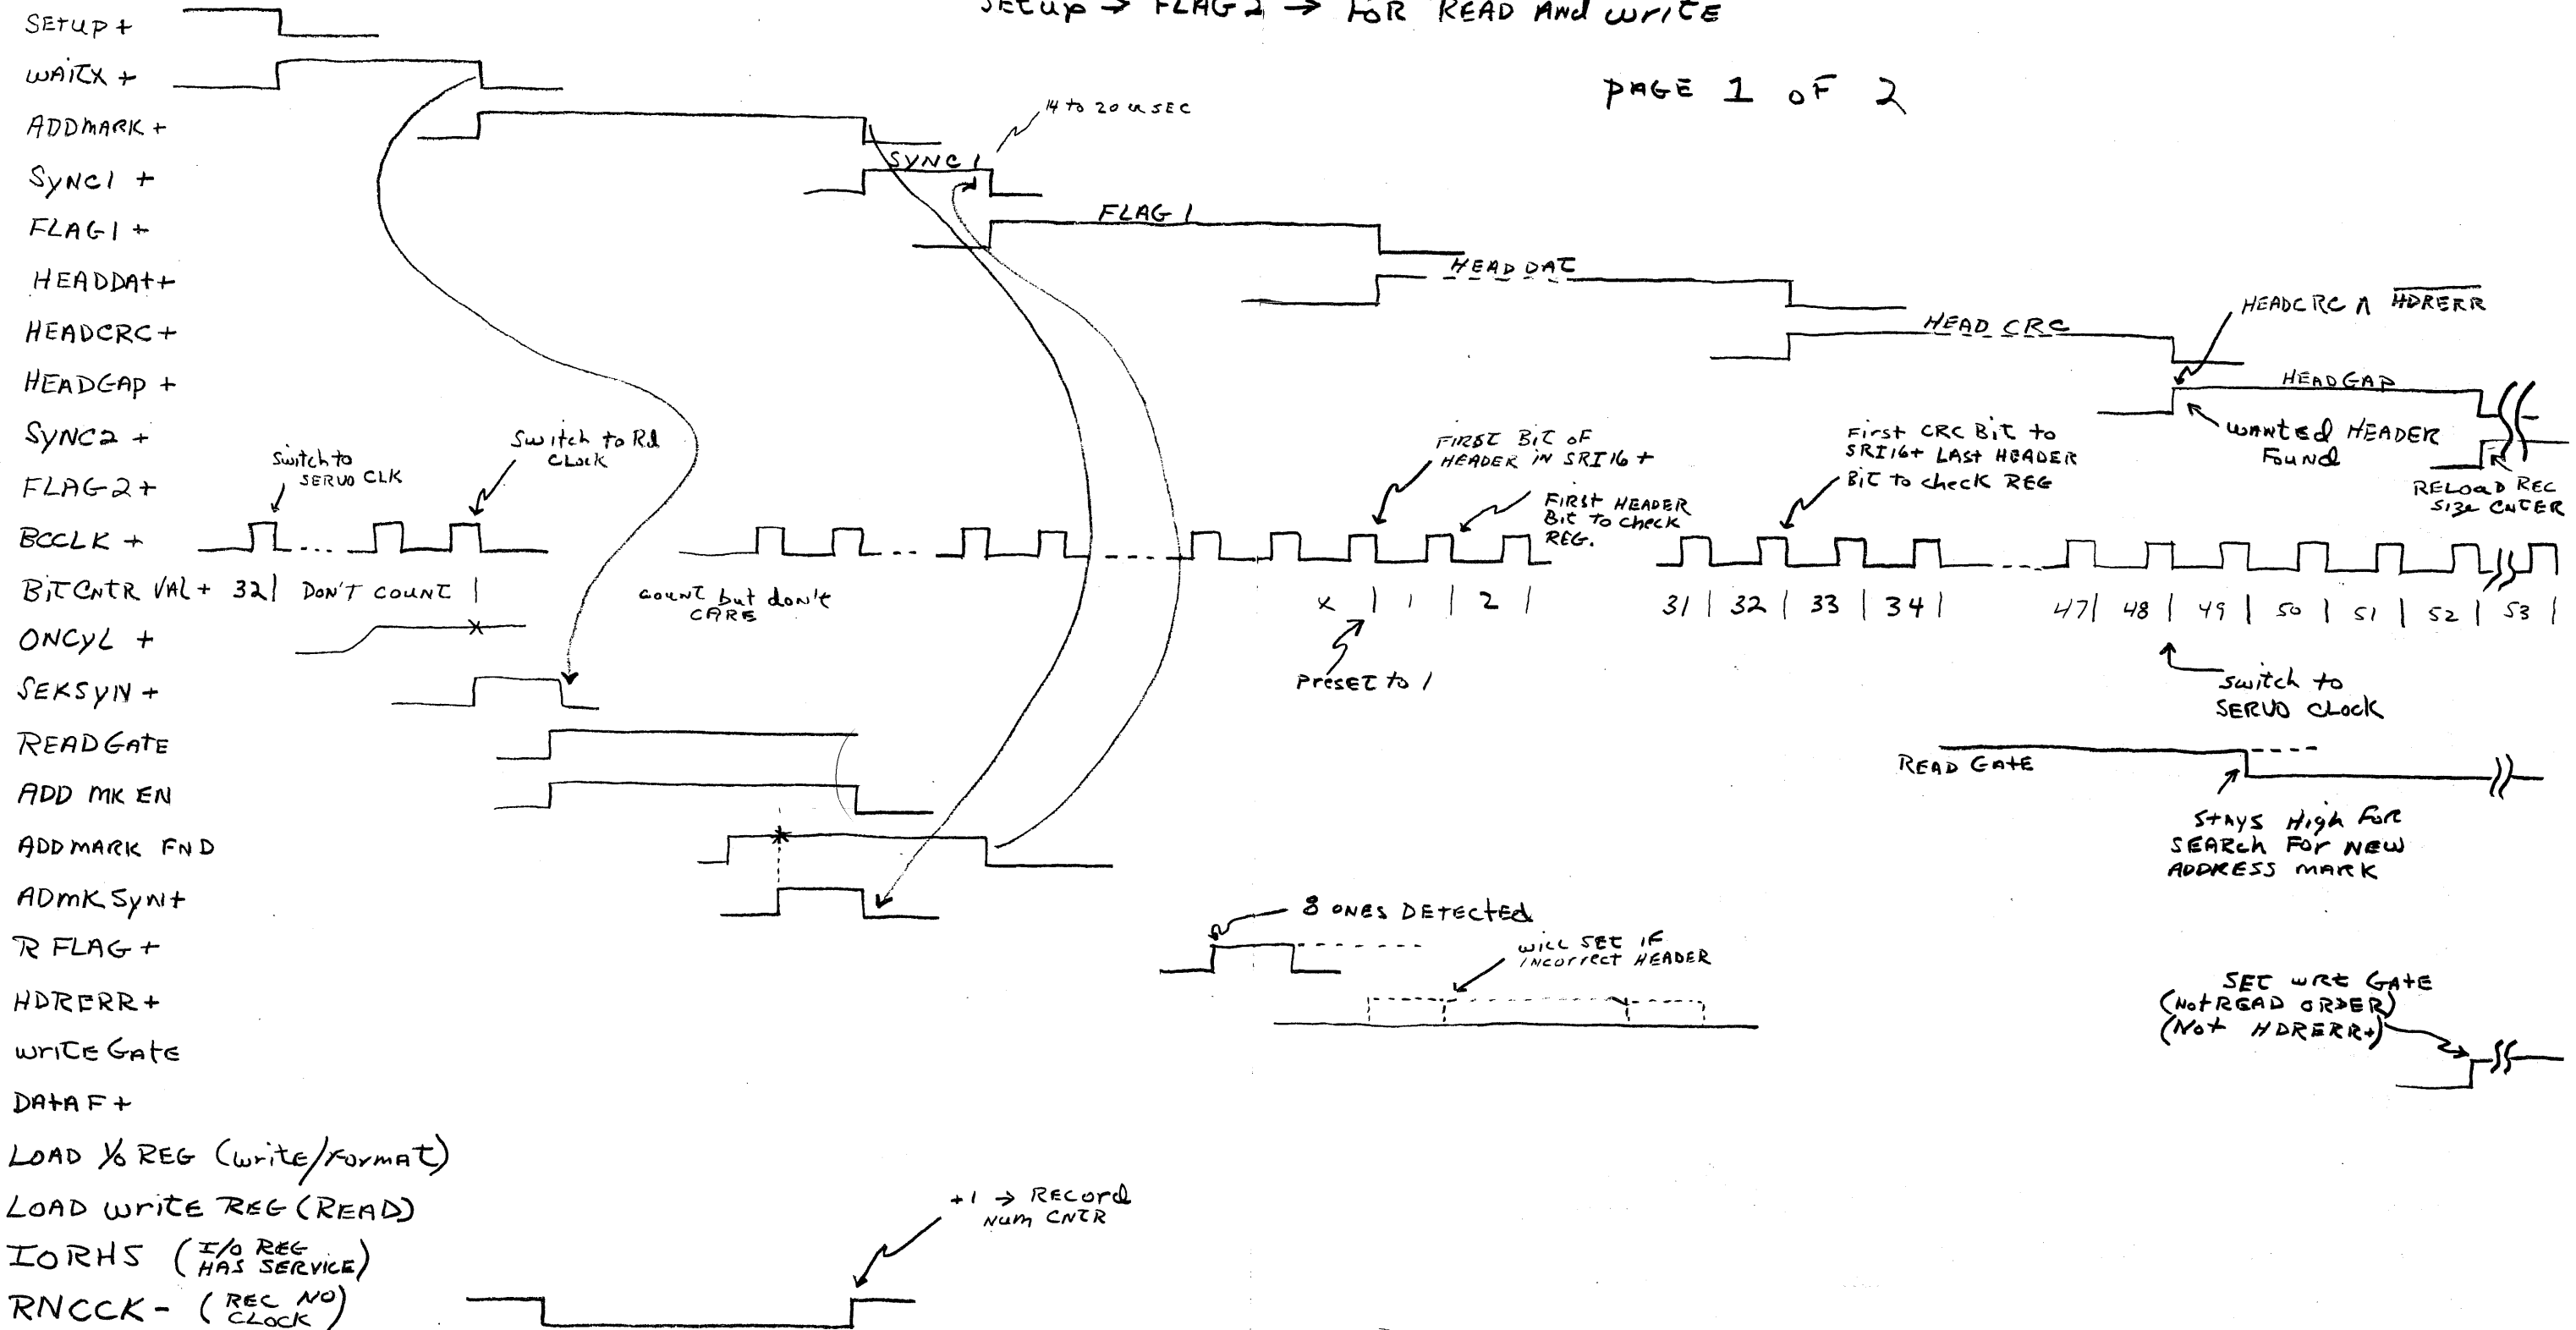 SETUP → FLAG2 → FOR READ AND WRITE
PAGE 1 OF 2
SETUP +
WAITX +
ADDMARK +
14 to 20 u SEC
SYNC1 +
SYNC1
FLAG1 +
FLAG 1
HEADDAT+
HEAD DAT
HEADCRC +
HEAD CRC
HEADCRC ∧ HDRERR
HEADGAP +
HEADGAP
SYNC2 +
WANTED HEADER
FOUND
FLAG2+
RELOAD REC
SIZE CNTER
Switch to
SERVO CLK
Switch to Rd
CLOCK
FIRST BIT OF
HEADER IN SRI16 +
FIRST HEADER
BIT TO CHECK
REG.
First CRC BIT to
SRI16+ LAST HEADER
BIT to check REG
BCCLK +
BIT CNTR VAL+ 32| DON'T COUNT |
count but don't
CARE
X | 1 | 2 |
31 | 32 | 33 | 34 |
47 | 48 | 49 | 50 | 51 | 52 | 53 |
PRESET to 1
switch to
SERVO CLOCK
ONCYL +
SEKSYN +
READ GATE
READ GATE
STAYS HIGH FOR
SEARCH FOR NEW
ADDRESS MARK
ADD MK EN
ADDMARK FND
ADMK SYN+
R FLAG +
8 ONES DETECTED
HDRERR +
WILL SET IF
INCORRECT HEADER
WRITE GATE
SET WRT GATE
(NOT READ ORDER)
(NOT HDRERR+)
DATA F +
LOAD I/O REG (write/format)
LOAD WRITE REG (READ)
+1 → RECORD
NUM CNTR
IORHS (I/O REG
HAS SERVICE)
RNCCK - (REC NO
CLOCK)